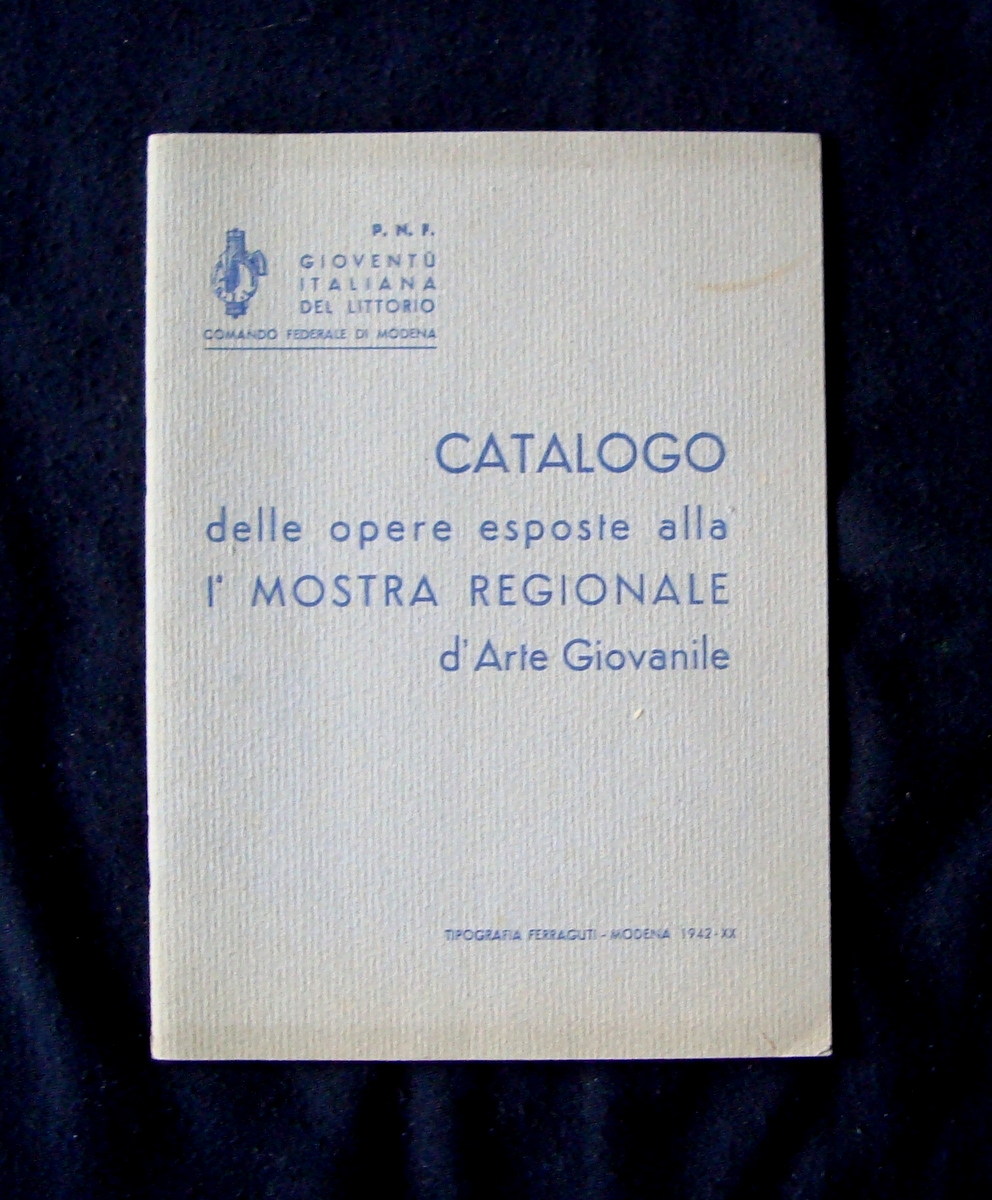 P. N. F.
GIOVENTÙ
ITALIANA
DEL LITTORIO
COMANDO FEDERALE DI MODENA
CATALOGO
delle opere esposte alla
Iª MOSTRA REGIONALE
d'Arte Giovanile
TIPOGRAFIA FERRAGUTI - MODENA 1942-XX